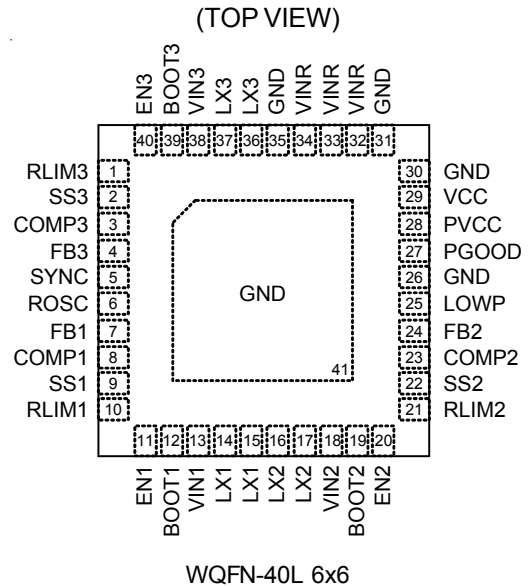 (TOP VIEW)
EN3 BOOT3 VIN3 LX3 LX3 GND VINR VINR VINR GND
40 39 38 37 36 35 34 33 32 31
RLIM3 1 30 GND
SS3 2 29 VCC
COMP3 3 28 PVCC
FB3 4 27 PGOOD
SYNC 5 26 GND
ROSC 6 25 LOWP
FB1 7 24 FB2
COMP1 8 23 COMP2
SS1 9 22 SS2
RLIM1 10 21 RLIM2
GND
41
11 12 13 14 15 16 17 18 19 20
EN1 BOOT1 VIN1 LX1 LX1 LX2 LX2 VIN2 BOOT2 EN2
WQFN-40L 6x6